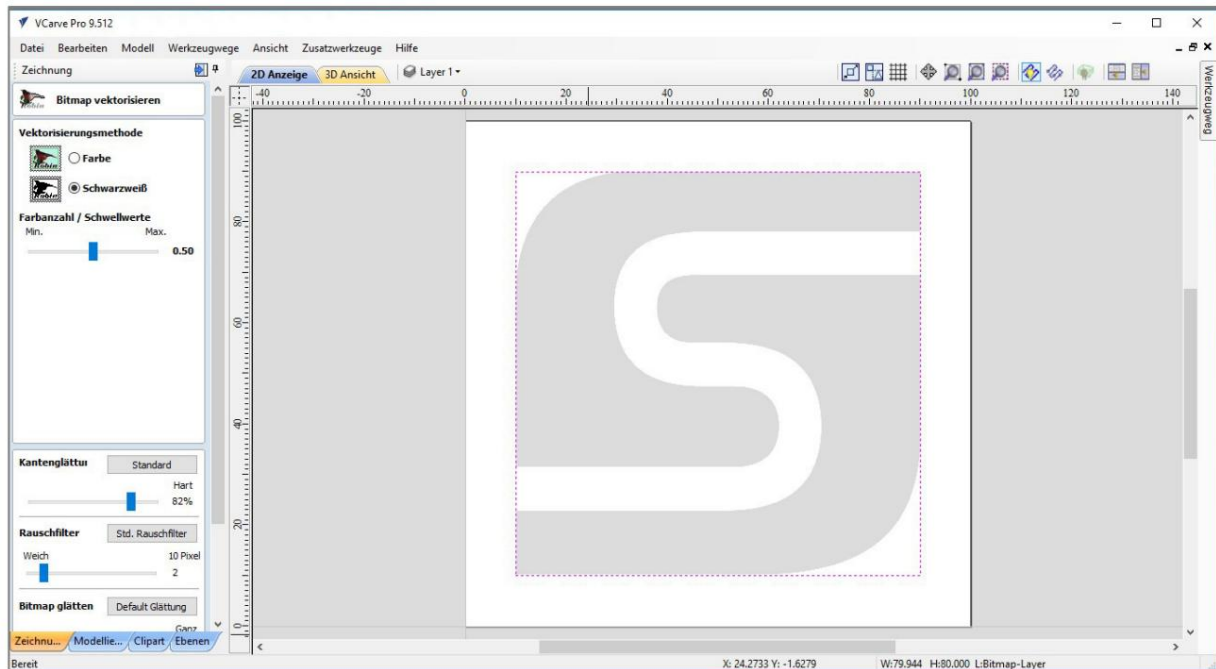 VCarve Pro 9.512
Datei Bearbeiten Modell Werkzeugwege Ansicht Zusatzwerkzeuge Hilfe
Zeichnung
2D Anzeige 3D Ansicht Layer 1
Bitmap vektorisieren
Vektorisierungsmethode
Farbe
Schwarzweiß
Farbanzahl / Schwellwerte
Min. Max.
0.50
Kantenglättu Standard
Hart
82%
Rauschfilter Std. Rauschfilter
Weich 10 Pixel
2
Bitmap glätten Default Glättung
Ganz
Zeichnu... Modellie... Clipart Ebenen
-40 -20 0 20 40 60 80 100 120 140
100
80
60
40
20
0
Werkzeugweg
Bereit X: 24.2733 Y: -1.6279 W:79.944 H:80.000 L:Bitmap-Layer